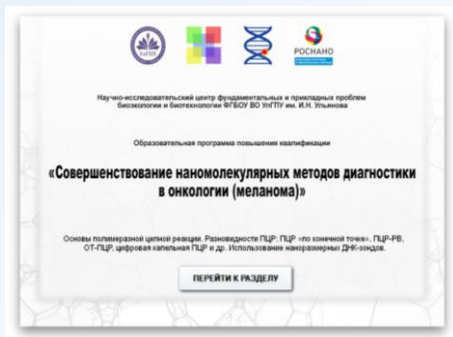 УлГПУ
РОСНАНО
Научно-исследовательский центр фундаментальных и прикладных проблем
биоэкологии и биотехнологии ФГБОУ ВО УлГПУ им. И.Н. Ульянова
Образовательная программа повышения квалификации
«Совершенствование наномолекулярных методов диагностики
в онкологии (меланома)»
Основы полимеразной цепной реакции. Разновидности ПЦР: ПЦР «по конечной точке», ПЦР-РВ,
ОТ-ПЦР, цифровая капельная ПЦР и др. Использование наноразмерных ДНК-зондов.
ПЕРЕЙТИ К РАЗДЕЛУ